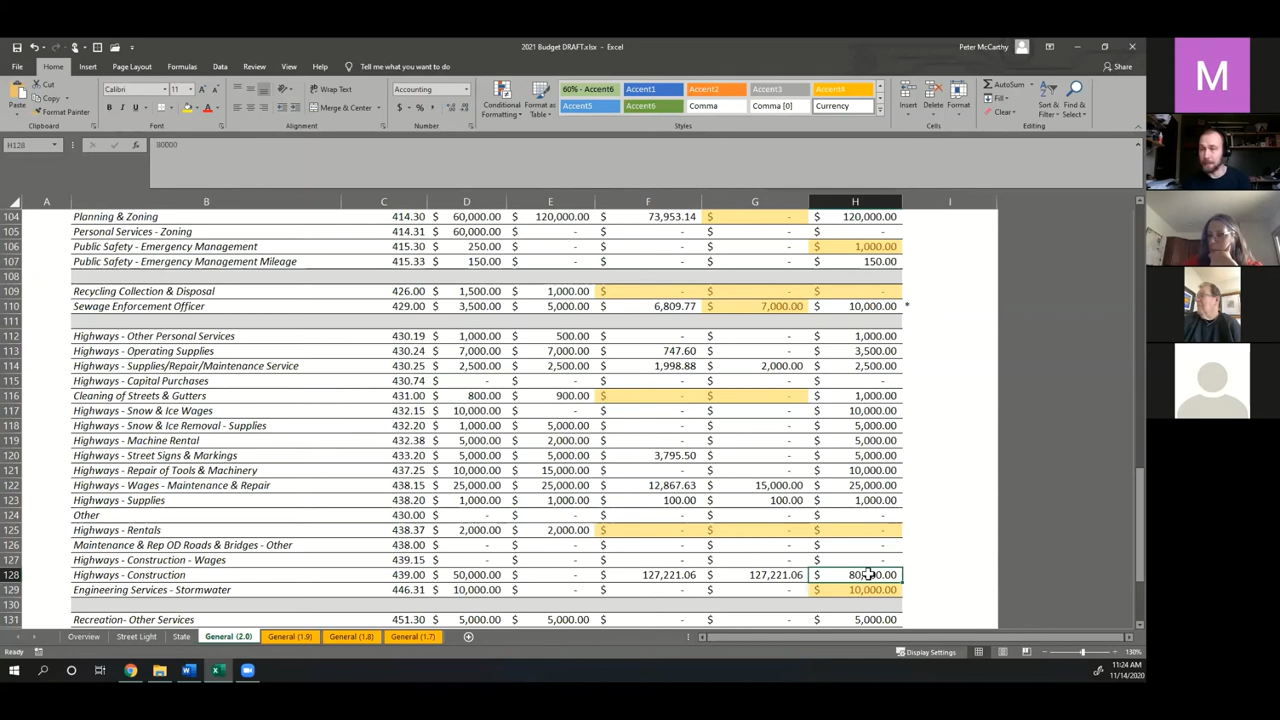 2021 Budget DRAFT.xlsx - Excel
Peter McCarthy
File Home Insert Page Layout Formulas Data Review View Help Tell me what you want to do
Share
Paste
Cut
Copy
Format Painter
Clipboard
Calibri 11
B I U
Font
Wrap Text
Merge & Center
Alignment
Accounting
$ % ,
Number
Conditional Formatting
Format as Table
60% - Accent6 Accent1 Accent2 Accent3 Accent4
Accent5 Accent6 Comma Comma [0] Currency
Styles
Insert Delete Format
Cells
AutoSum
Fill
Clear
Sort & Filter
Find & Select
Editing
M
H128 fx 80000
A B C D E F G H I
104 Planning & Zoning 414.30 $ 60,000.00 $ 120,000.00 $ 73,953.14 $ - $ 120,000.00
105 Personal Services - Zoning 414.31 $ 60,000.00 $ - $ - $ - $ -
106 Public Safety - Emergency Management 415.30 $ 250.00 $ - $ - $ - $ 1,000.00
107 Public Safety - Emergency Management Mileage 415.33 $ 150.00 $ - $ - $ - $ 150.00
108
109 Recycling Collection & Disposal 426.00 $ 1,500.00 $ 1,000.00 $ - $ - $ -
110 Sewage Enforcement Officer 429.00 $ 3,500.00 $ 5,000.00 $ 6,809.77 $ 7,000.00 $ 10,000.00 *
111
112 Highways - Other Personal Services 430.19 $ 1,000.00 $ 500.00 $ - $ - $ 1,000.00
113 Highways - Operating Supplies 430.24 $ 7,000.00 $ 7,000.00 $ 747.60 $ - $ 3,500.00
114 Highways - Supplies/Repair/Maintenance Service 430.25 $ 2,500.00 $ 2,500.00 $ 1,998.88 $ 2,000.00 $ 2,500.00
115 Highways - Capital Purchases 430.74 $ - $ - $ - $ - $ -
116 Cleaning of Streets & Gutters 431.00 $ 800.00 $ 900.00 $ - $ - $ 1,000.00
117 Highways - Snow & Ice Wages 432.15 $ 10,000.00 $ - $ - $ - $ 10,000.00
118 Highways - Snow & Ice Removal - Supplies 432.20 $ 1,000.00 $ 5,000.00 $ - $ - $ 5,000.00
119 Highways - Machine Rental 432.38 $ 5,000.00 $ 2,000.00 $ - $ - $ 5,000.00
120 Highways - Street Signs & Markings 433.20 $ 5,000.00 $ 5,000.00 $ 3,795.50 $ - $ 5,000.00
121 Highways - Repair of Tools & Machinery 437.25 $ 10,000.00 $ 15,000.00 $ - $ - $ 10,000.00
122 Highways - Wages - Maintenance & Repair 438.15 $ 25,000.00 $ 25,000.00 $ 12,867.63 $ 15,000.00 $ 25,000.00
123 Highways - Supplies 438.20 $ 1,000.00 $ 1,000.00 $ 100.00 $ 100.00 $ 1,000.00
124 Other 430.00 $ - $ - $ - $ - $ -
125 Highways - Rentals 438.37 $ 2,000.00 $ 2,000.00 $ - $ - $ -
126 Maintenance & Rep OD Roads & Bridges - Other 438.00 $ - $ - $ - $ - $ -
127 Highways - Construction - Wages 439.15 $ - $ - $ - $ - $ -
128 Highways - Construction 439.00 $ 50,000.00 $ - $ 127,221.06 $ 127,221.06 $ 80,000.00
129 Engineering Services - Stormwater 446.31 $ 10,000.00 $ - $ - $ - $ 10,000.00
130
131 Recreation- Other Services 451.30 $ 5,000.00 $ 5,000.00 $ - $ - $ 5,000.00
Overview Street Light State General (2.0) General (1.9) General (1.8) General (1.7)
Ready Display Settings 130%
11:24 AM
11/14/2020